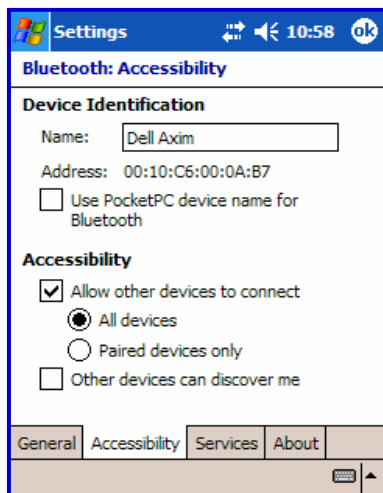 Settings 10:58 ok
Bluetooth: Accessibility
Device Identification
Name: Dell Axim
Address: 00:10:C6:00:0A:B7
Use PocketPC device name for
Bluetooth
Accessibility
Allow other devices to connect
All devices
Paired devices only
Other devices can discover me
General Accessibility Services About